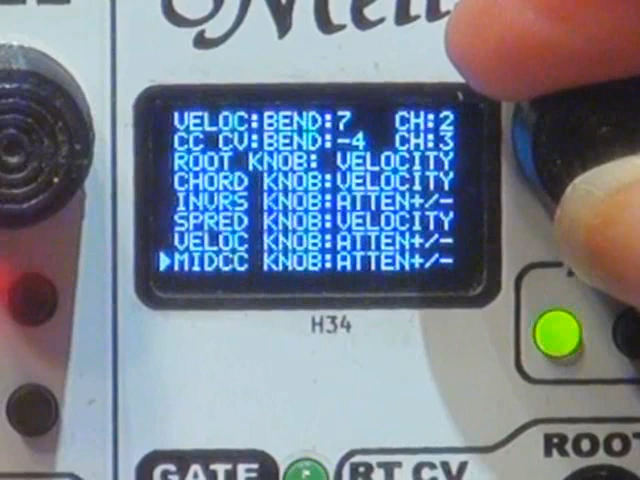 VELOC:BEND:7 CH:2
CC CV:BEND:-4 CH:3
ROOT KNOB: VELOCITY
CHORD KNOB:VELOCITY
INVRS KNOB:ATTEN+/-
SPRED KNOB:VELOCITY
VELOC KNOB:ATTEN+/-
MIDCC KNOB:ATTEN+/-
H34
GATE RT CV ROOT